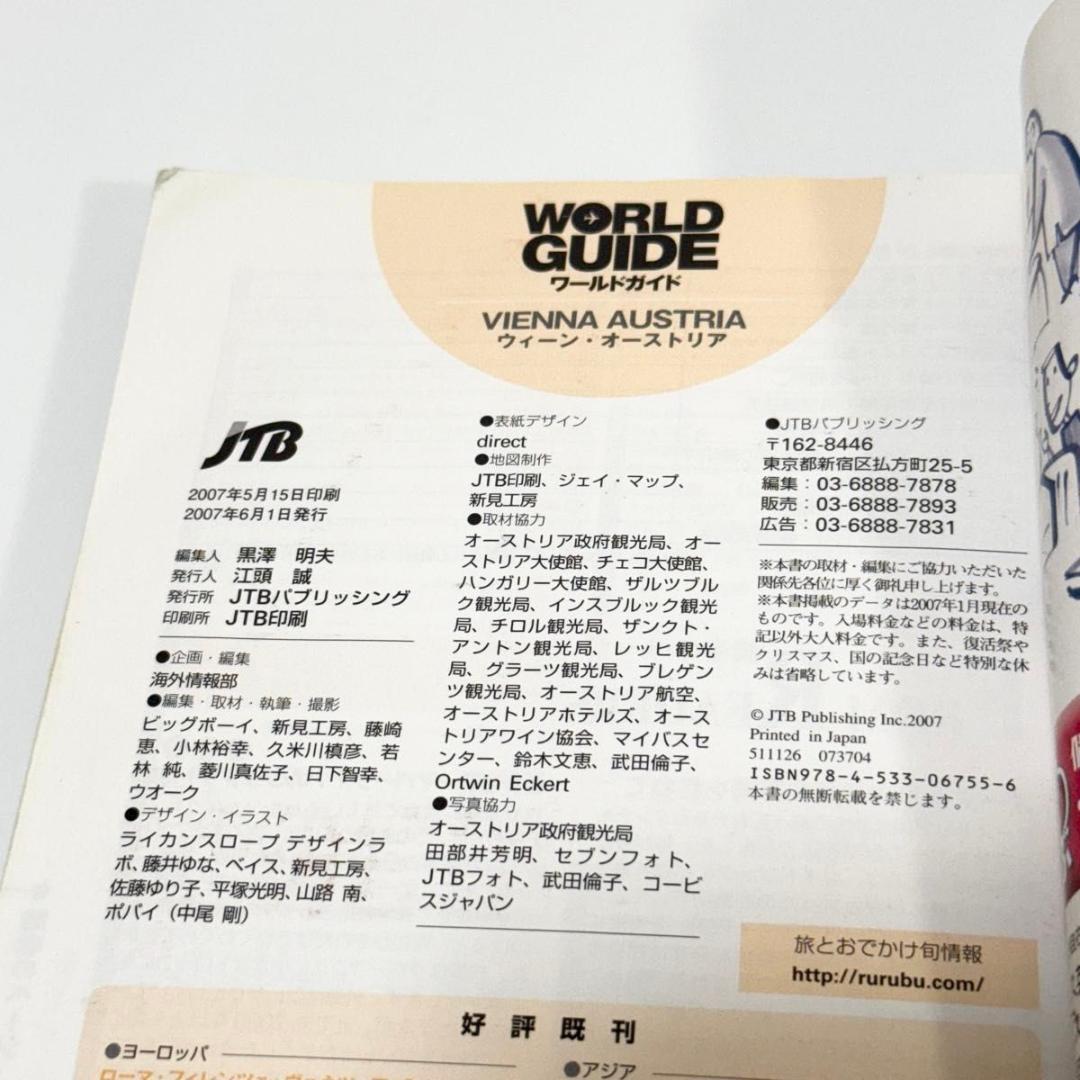 WORLD
GUIDE
ワールドガイド
VIENNA AUSTRIA
ウィーン・オーストリア
JTB
2007年5月15日印刷
2007年6月1日発行
編集人 黒澤 明夫
発行人 江頭 誠
発行所 JTBパブリッシング
印刷所 JTB印刷
●企画・編集
海外情報部
●編集・取材・執筆・撮影
ビッグボーイ、新見工房、藤崎
恵、小林裕幸、久米川槙彦、若
林 純、菱川真佐子、日下智幸、
ウオーク
●デザイン・イラスト
ライカンスロープ デザインラ
ボ、藤井ゆな、ベイス、新見工房、
佐藤ゆり子、平塚光明、山路 南、
ポパイ（中尾 剛）
●表紙デザイン
direct
●地図制作
JTB印刷、ジェイ・マップ、
新見工房
●取材協力
オーストリア政府観光局、オー
ストリア大使館、チェコ大使館、
ハンガリー大使館、ザルツブル
ク観光局、インスブルック観光
局、チロル観光局、ザンクト・
アントン観光局、レッヒ観光
局、グラーツ観光局、ブレゲン
ツ観光局、オーストリア航空、
オーストリアホテルズ、オース
トリアワイン協会、マイバスセ
ンター、鈴木文恵、武田倫子、
Ortwin Eckert
●写真協力
オーストリア政府観光局
田部井芳明、セブンフォト、
JTBフォト、武田倫子、コービ
スジャパン
●JTBパブリッシング
〒162-8446
東京都新宿区払方町25-5
編集：03-6888-7878
販売：03-6888-7893
広告：03-6888-7831
※本書の取材・編集にご協力いただいた
関係先各位に厚く御礼申し上げます。
※本書掲載のデータは2007年1月現在の
ものです。入場料金などの料金は、特
記以外大人料金です。また、復活祭や
クリスマス、国の記念日など特別な休
みは省略しています。
© JTB Publishing Inc.2007
Printed in Japan
511126 073704
ISBN978-4-533-06755-6
本書の無断転載を禁じます。
旅とおでかけ旬情報
http://rurubu.com/
好評既刊
●ヨーロッパ
●アジア